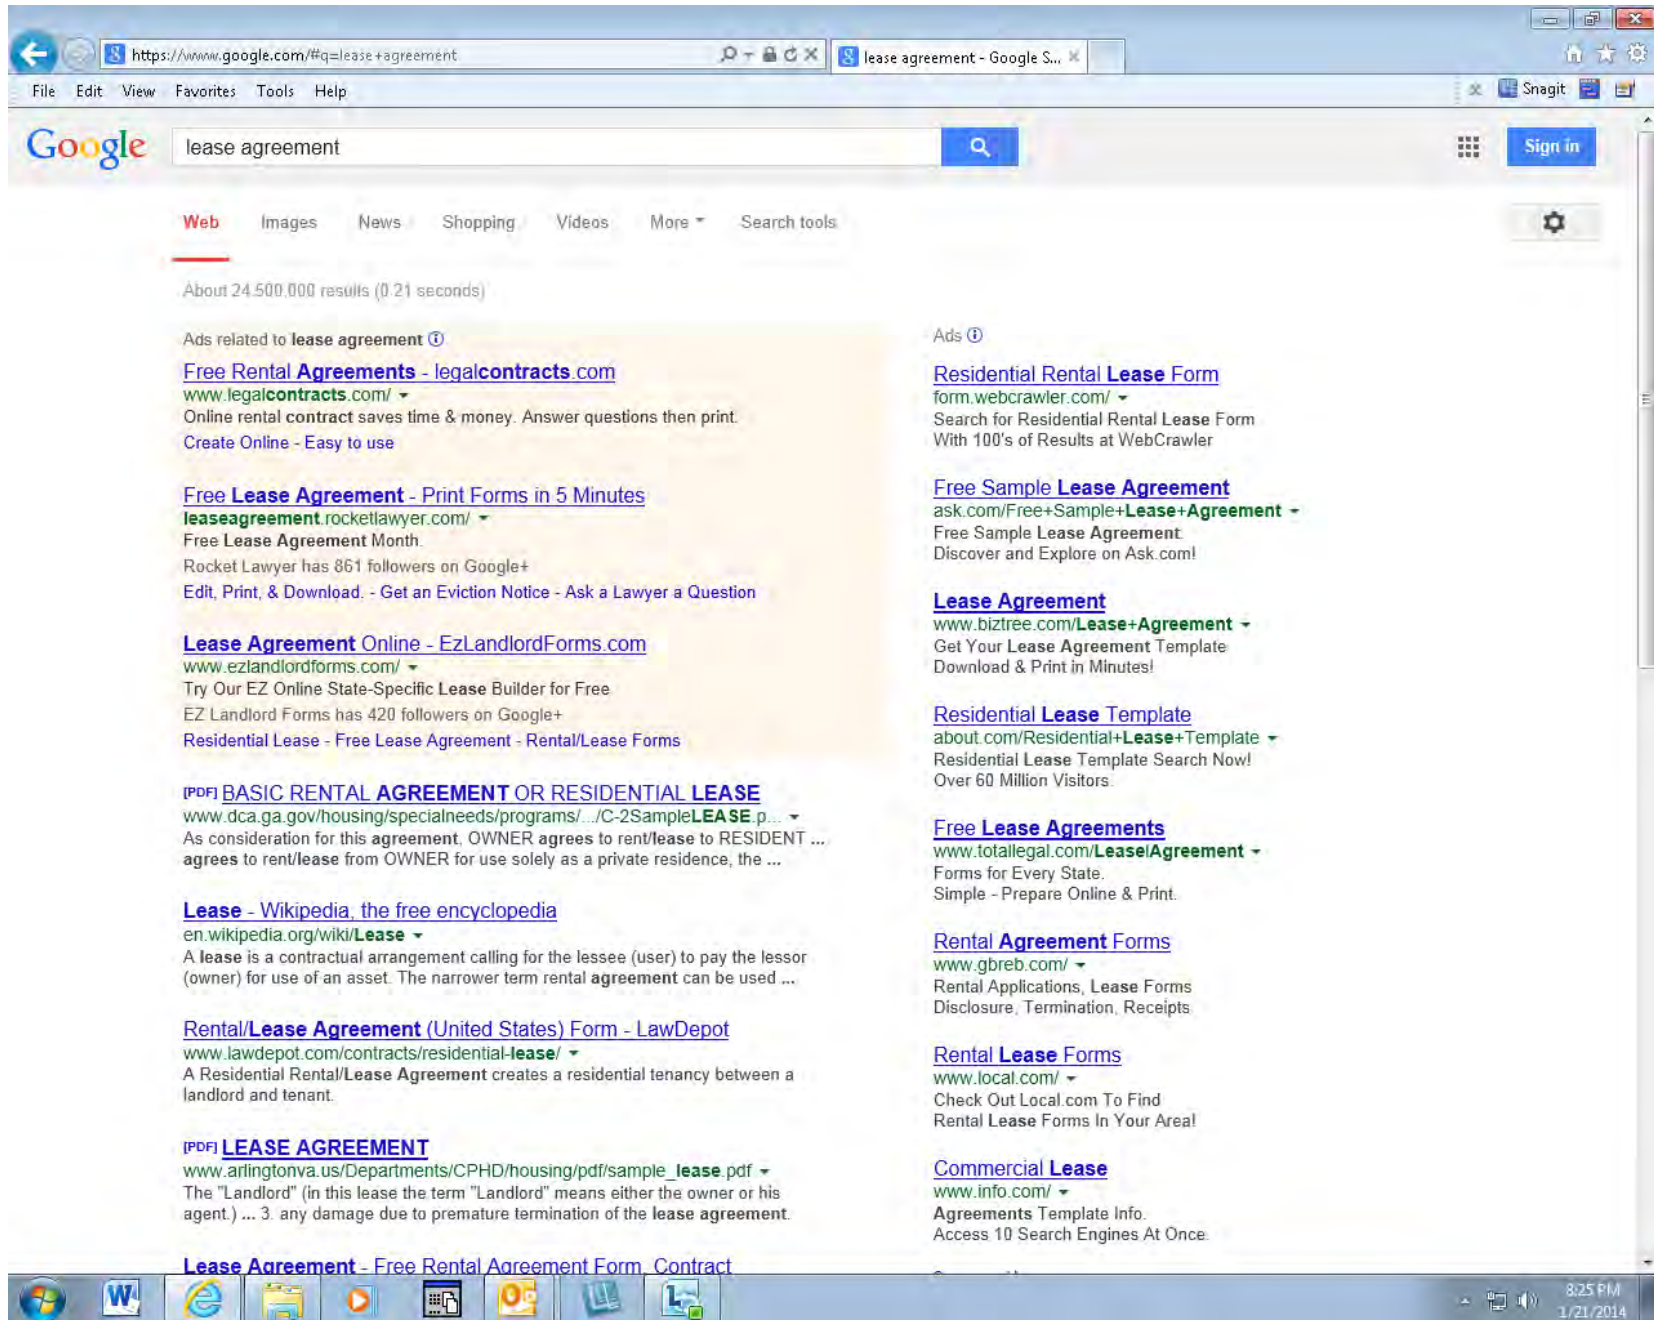 https://www.google.com/#q=lease+agreement
lease agreement - Google S...
File Edit View Favorites Tools Help
Snagit
Google
lease agreement
Sign in
Web Images News Shopping Videos More Search tools
About 24,500,000 results (0.21 seconds)
Ads related to lease agreement
Free Rental Agreements - legalcontracts.com
www.legalcontracts.com/
Online rental contract saves time & money. Answer questions then print.
Create Online - Easy to use
Free Lease Agreement - Print Forms in 5 Minutes
leaseagreement.rocketlawyer.com/
Free Lease Agreement Month.
Rocket Lawyer has 861 followers on Google+
Edit, Print, & Download. - Get an Eviction Notice - Ask a Lawyer a Question
Lease Agreement Online - EzLandlordForms.com
www.ezlandlordforms.com/
Try Our EZ Online State-Specific Lease Builder for Free
EZ Landlord Forms has 420 followers on Google+
Residential Lease - Free Lease Agreement - Rental/Lease Forms
[PDF] BASIC RENTAL AGREEMENT OR RESIDENTIAL LEASE
www.dca.ga.gov/housing/specialneeds/programs/.../C-2SampleLEASE.p...
As consideration for this agreement, OWNER agrees to rent/lease to RESIDENT ...
agrees to rent/lease from OWNER for use solely as a private residence, the ...
Lease - Wikipedia, the free encyclopedia
en.wikipedia.org/wiki/Lease
A lease is a contractual arrangement calling for the lessee (user) to pay the lessor
(owner) for use of an asset. The narrower term rental agreement can be used ...
Rental/Lease Agreement (United States) Form - LawDepot
www.lawdepot.com/contracts/residential-lease/
A Residential Rental/Lease Agreement creates a residential tenancy between a
landlord and tenant.
[PDF] LEASE AGREEMENT
www.arlingtonva.us/Departments/CPHD/housing/pdf/sample_lease.pdf
The "Landlord" (in this lease the term "Landlord" means either the owner or his
agent.) ... 3. any damage due to premature termination of the lease agreement.
Lease Agreement - Free Rental Agreement Form, Contract
Ads
Residential Rental Lease Form
form.webcrawler.com/
Search for Residential Rental Lease Form
With 100's of Results at WebCrawler
Free Sample Lease Agreement
ask.com/Free+Sample+Lease+Agreement
Free Sample Lease Agreement.
Discover and Explore on Ask.com!
Lease Agreement
www.biztree.com/Lease+Agreement
Get Your Lease Agreement Template
Download & Print in Minutes!
Residential Lease Template
about.com/Residential+Lease+Template
Residential Lease Template Search Now!
Over 60 Million Visitors.
Free Lease Agreements
www.totallegal.com/Lease|Agreement
Forms for Every State.
Simple - Prepare Online & Print.
Rental Agreement Forms
www.gbreb.com/
Rental Applications, Lease Forms
Disclosure, Termination, Receipts
Rental Lease Forms
www.local.com/
Check Out Local.com To Find
Rental Lease Forms In Your Area!
Commercial Lease
www.info.com/
Agreements Template Info.
Access 10 Search Engines At Once.
8:25 PM
1/21/2014